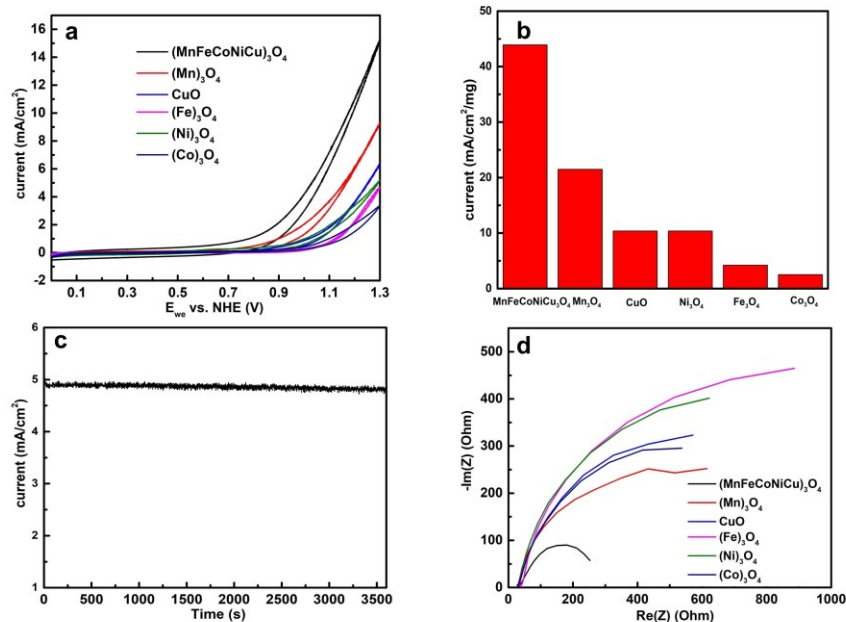 a
16
14
12
10
8
6
4
2
0
-2
current (mA/cm²)
(MnFeCoNiCu)₃O₄
(Mn)₃O₄
CuO
(Fe)₃O₄
(Ni)₃O₄
(Co)₃O₄
0.1 0.3 0.5 0.7 0.9 1.1 1.3
E_we vs. NHE (V)
b
50
40
30
20
10
0
current (mA/cm²/mg)
MnFeCoNiCu₃O₄ Mn₃O₄ CuO Ni₃O₄ Fe₃O₄ Co₃O₄
c
6
5
4
3
2
1
current (mA/cm²)
0 500 1000 1500 2000 2500 3000 3500
Time (s)
d
500
400
300
200
100
0
-Im(Z) (Ohm)
(MnFeCoNiCu)₃O₄
(Mn)₃O₄
CuO
(Fe)₃O₄
(Ni)₃O₄
(Co)₃O₄
0 200 400 600 800 1000
Re(Z) (Ohm)